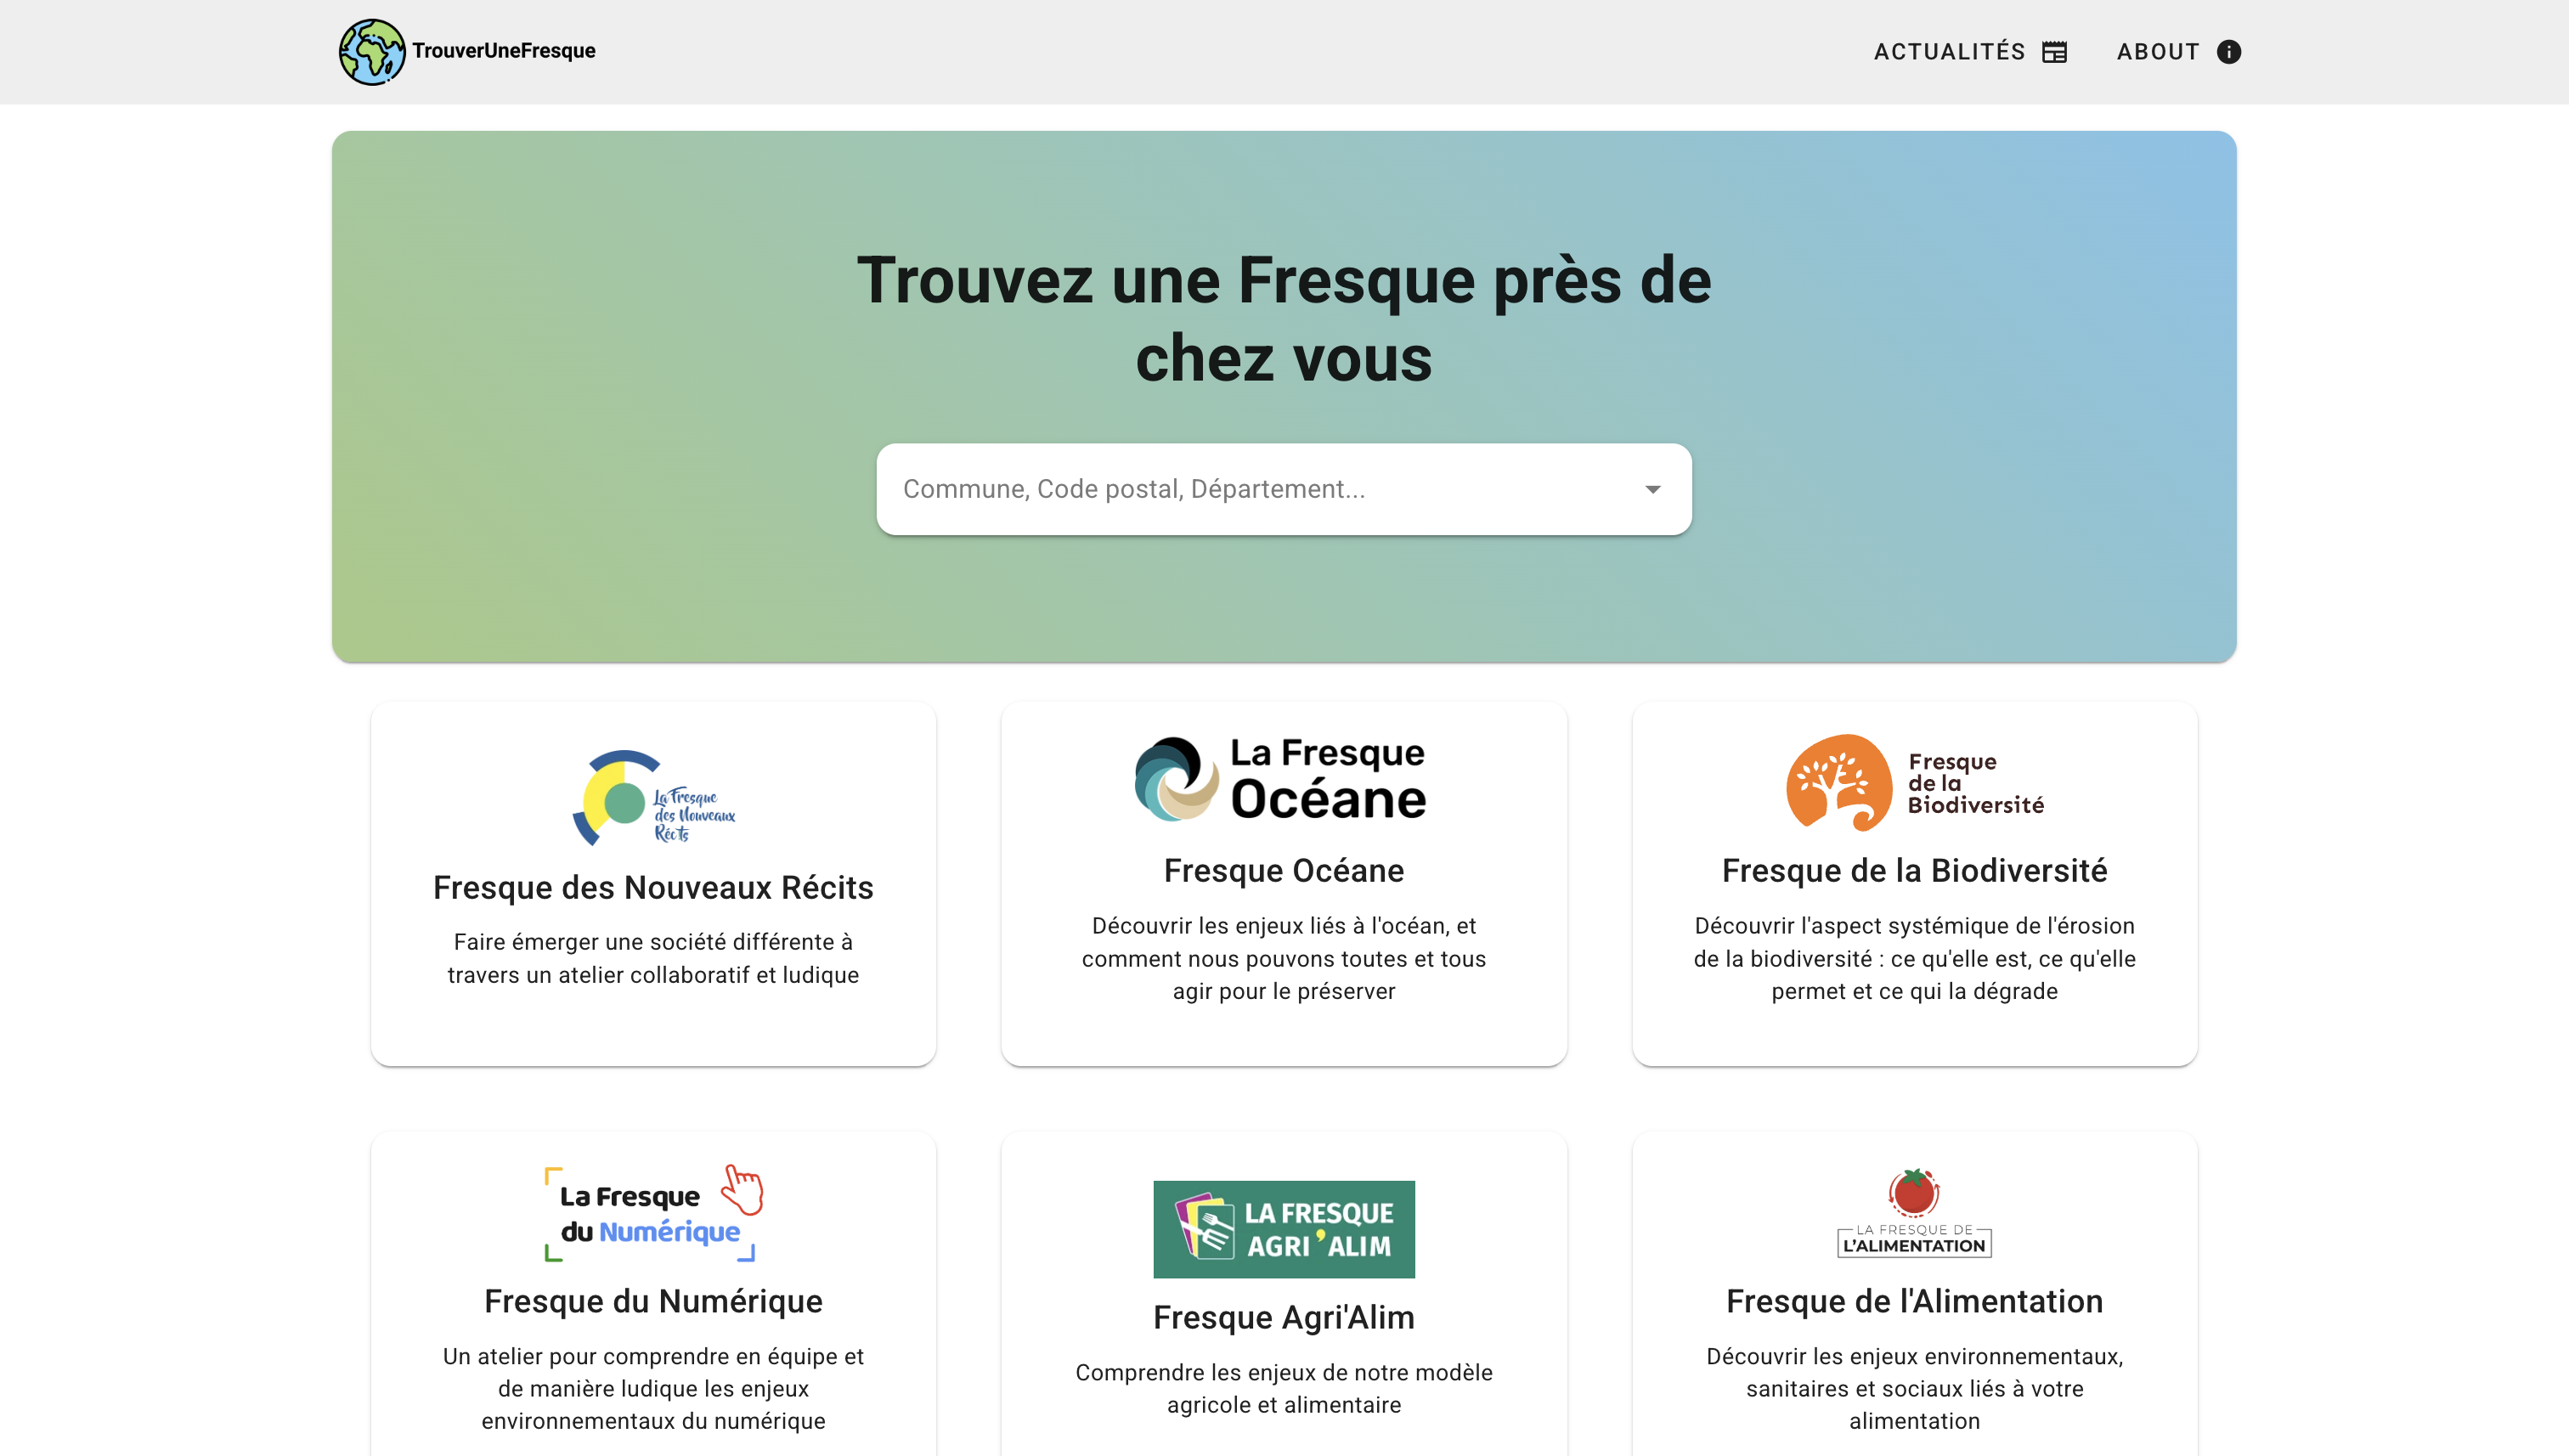 TrouverUneFresque
ACTUALITÉS
ABOUT
Trouvez une Fresque près de
chez vous
Commune, Code postal, Département...
La Fresque
des Nouveaux
Récits
Fresque des Nouveaux Récits
Faire émerger une société différente à
travers un atelier collaboratif et ludique
La Fresque
Océane
Fresque Océane
Découvrir les enjeux liés à l'océan, et
comment nous pouvons toutes et tous
agir pour le préserver
Fresque
de la
Biodiversité
Fresque de la Biodiversité
Découvrir l'aspect systémique de l'érosion
de la biodiversité : ce qu'elle est, ce qu'elle
permet et ce qui la dégrade
La Fresque
du Numérique
Fresque du Numérique
Un atelier pour comprendre en équipe et
de manière ludique les enjeux
environnementaux du numérique
LA FRESQUE
AGRI'ALIM
Fresque Agri'Alim
Comprendre les enjeux de notre modèle
agricole et alimentaire
LA FRESQUE DE
L'ALIMENTATION
Fresque de l'Alimentation
Découvrir les enjeux environnementaux,
sanitaires et sociaux liés à votre
alimentation